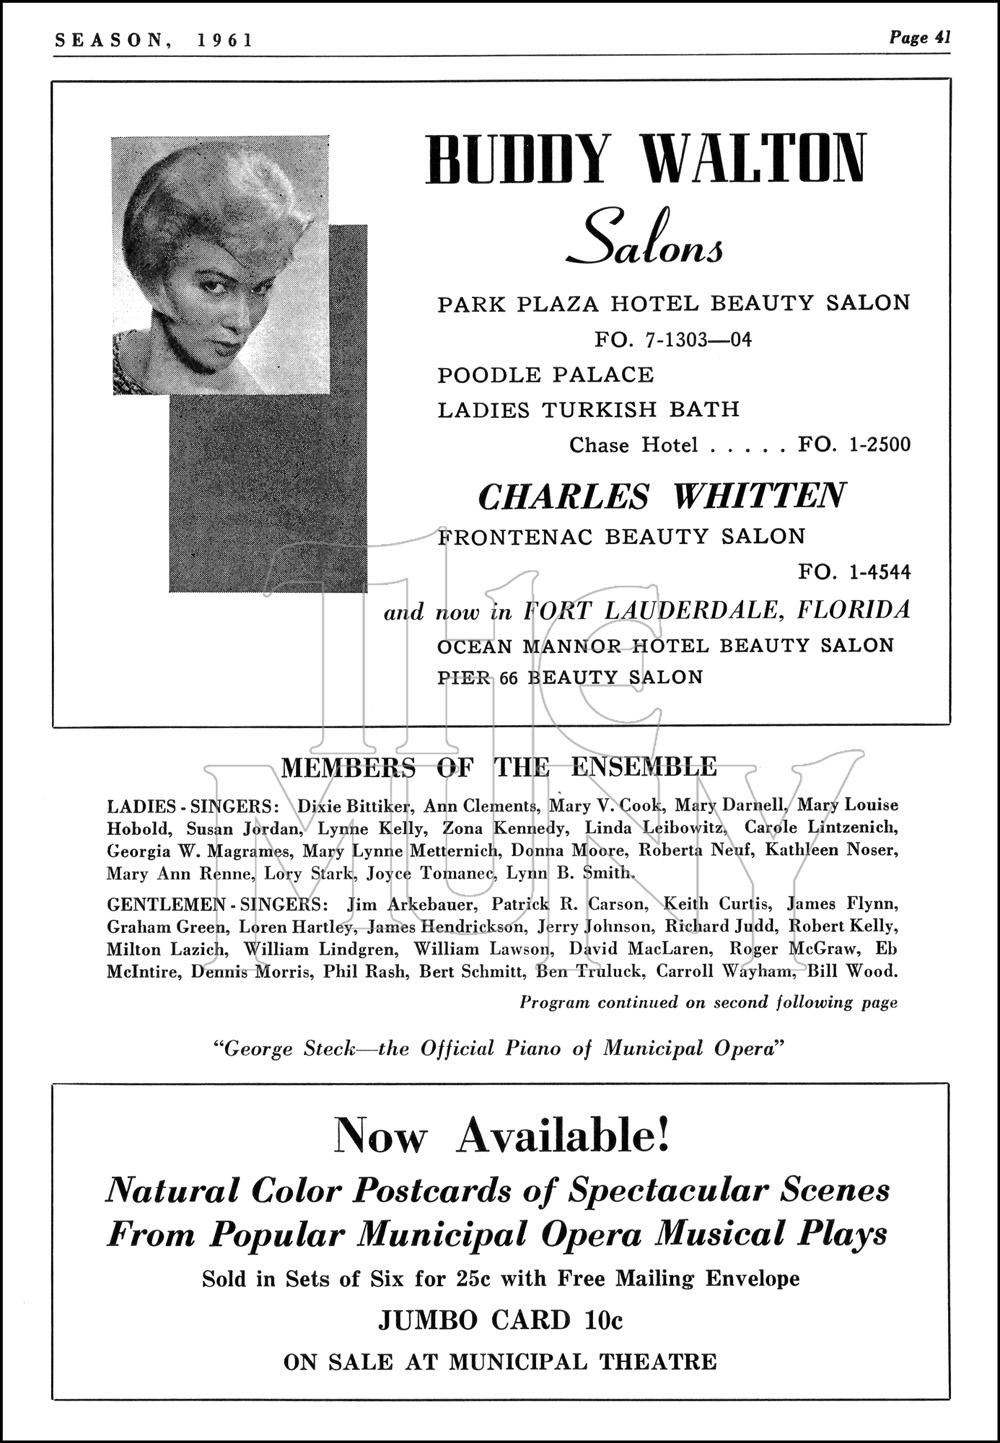 SEASON, 1961
Page 41
BUDDY WALTON
Salons
PARK PLAZA HOTEL BEAUTY SALON
FO. 7-1303—04
POODLE PALACE
LADIES TURKISH BATH
Chase Hotel . . . . . FO. 1-2500
CHARLES WHITTEN
FRONTENAC BEAUTY SALON
FO. 1-4544
and now in FORT LAUDERDALE, FLORIDA
OCEAN MANNOR HOTEL BEAUTY SALON
PIER 66 BEAUTY SALON
THE
MUNY
MEMBERS OF THE ENSEMBLE
LADIES - SINGERS: Dixie Bittiker, Ann Clements, Mary V. Cook, Mary Darnell, Mary Louise
Hobold, Susan Jordan, Lynne Kelly, Zona Kennedy, Linda Leibowitz, Carole Lintzenich,
Georgia W. Magrames, Mary Lynne Metternich, Donna Moore, Roberta Neuf, Kathleen Noser,
Mary Ann Renne, Lory Stark, Joyce Tomanec, Lynn B. Smith.
GENTLEMEN - SINGERS: Jim Arkebauer, Patrick R. Carson, Keith Curtis, James Flynn,
Graham Green, Loren Hartley, James Hendrickson, Jerry Johnson, Richard Judd, Robert Kelly,
Milton Lazich, William Lindgren, William Lawson, David MacLaren, Roger McGraw, Eb
McIntire, Dennis Morris, Phil Rash, Bert Schmitt, Ben Truluck, Carroll Wayham, Bill Wood.
Program continued on second following page
“George Steck—the Official Piano of Municipal Opera”
Now Available!
Natural Color Postcards of Spectacular Scenes
From Popular Municipal Opera Musical Plays
Sold in Sets of Six for 25c with Free Mailing Envelope
JUMBO CARD 10c
ON SALE AT MUNICIPAL THEATRE